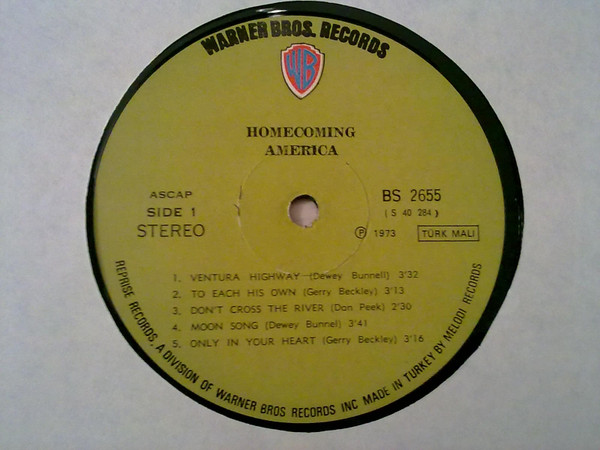 WARNER BROS. RECORDS
WB
HOMECOMING
AMERICA
ASCAP
SIDE 1
STEREO
BS 2655
( S 40 284 )
Ⓟ 1973 TÜRK MALI
1. VENTURA HIGHWAY (Dewey Bunnell) 3'32
2. TO EACH HIS OWN (Gerry Beckley) 3'13
3. DON'T CROSS THE RIVER (Dan Peek) 2'30
4. MOON SONG (Dewey Bunnel) 3'41
5. ONLY IN YOUR HEART (Gerry Beckley) 3'16
REPRISE RECORDS, A DIVISION OF WARNER BROS RECORDS INC MADE IN TURKEY BY MELODI RECORDS